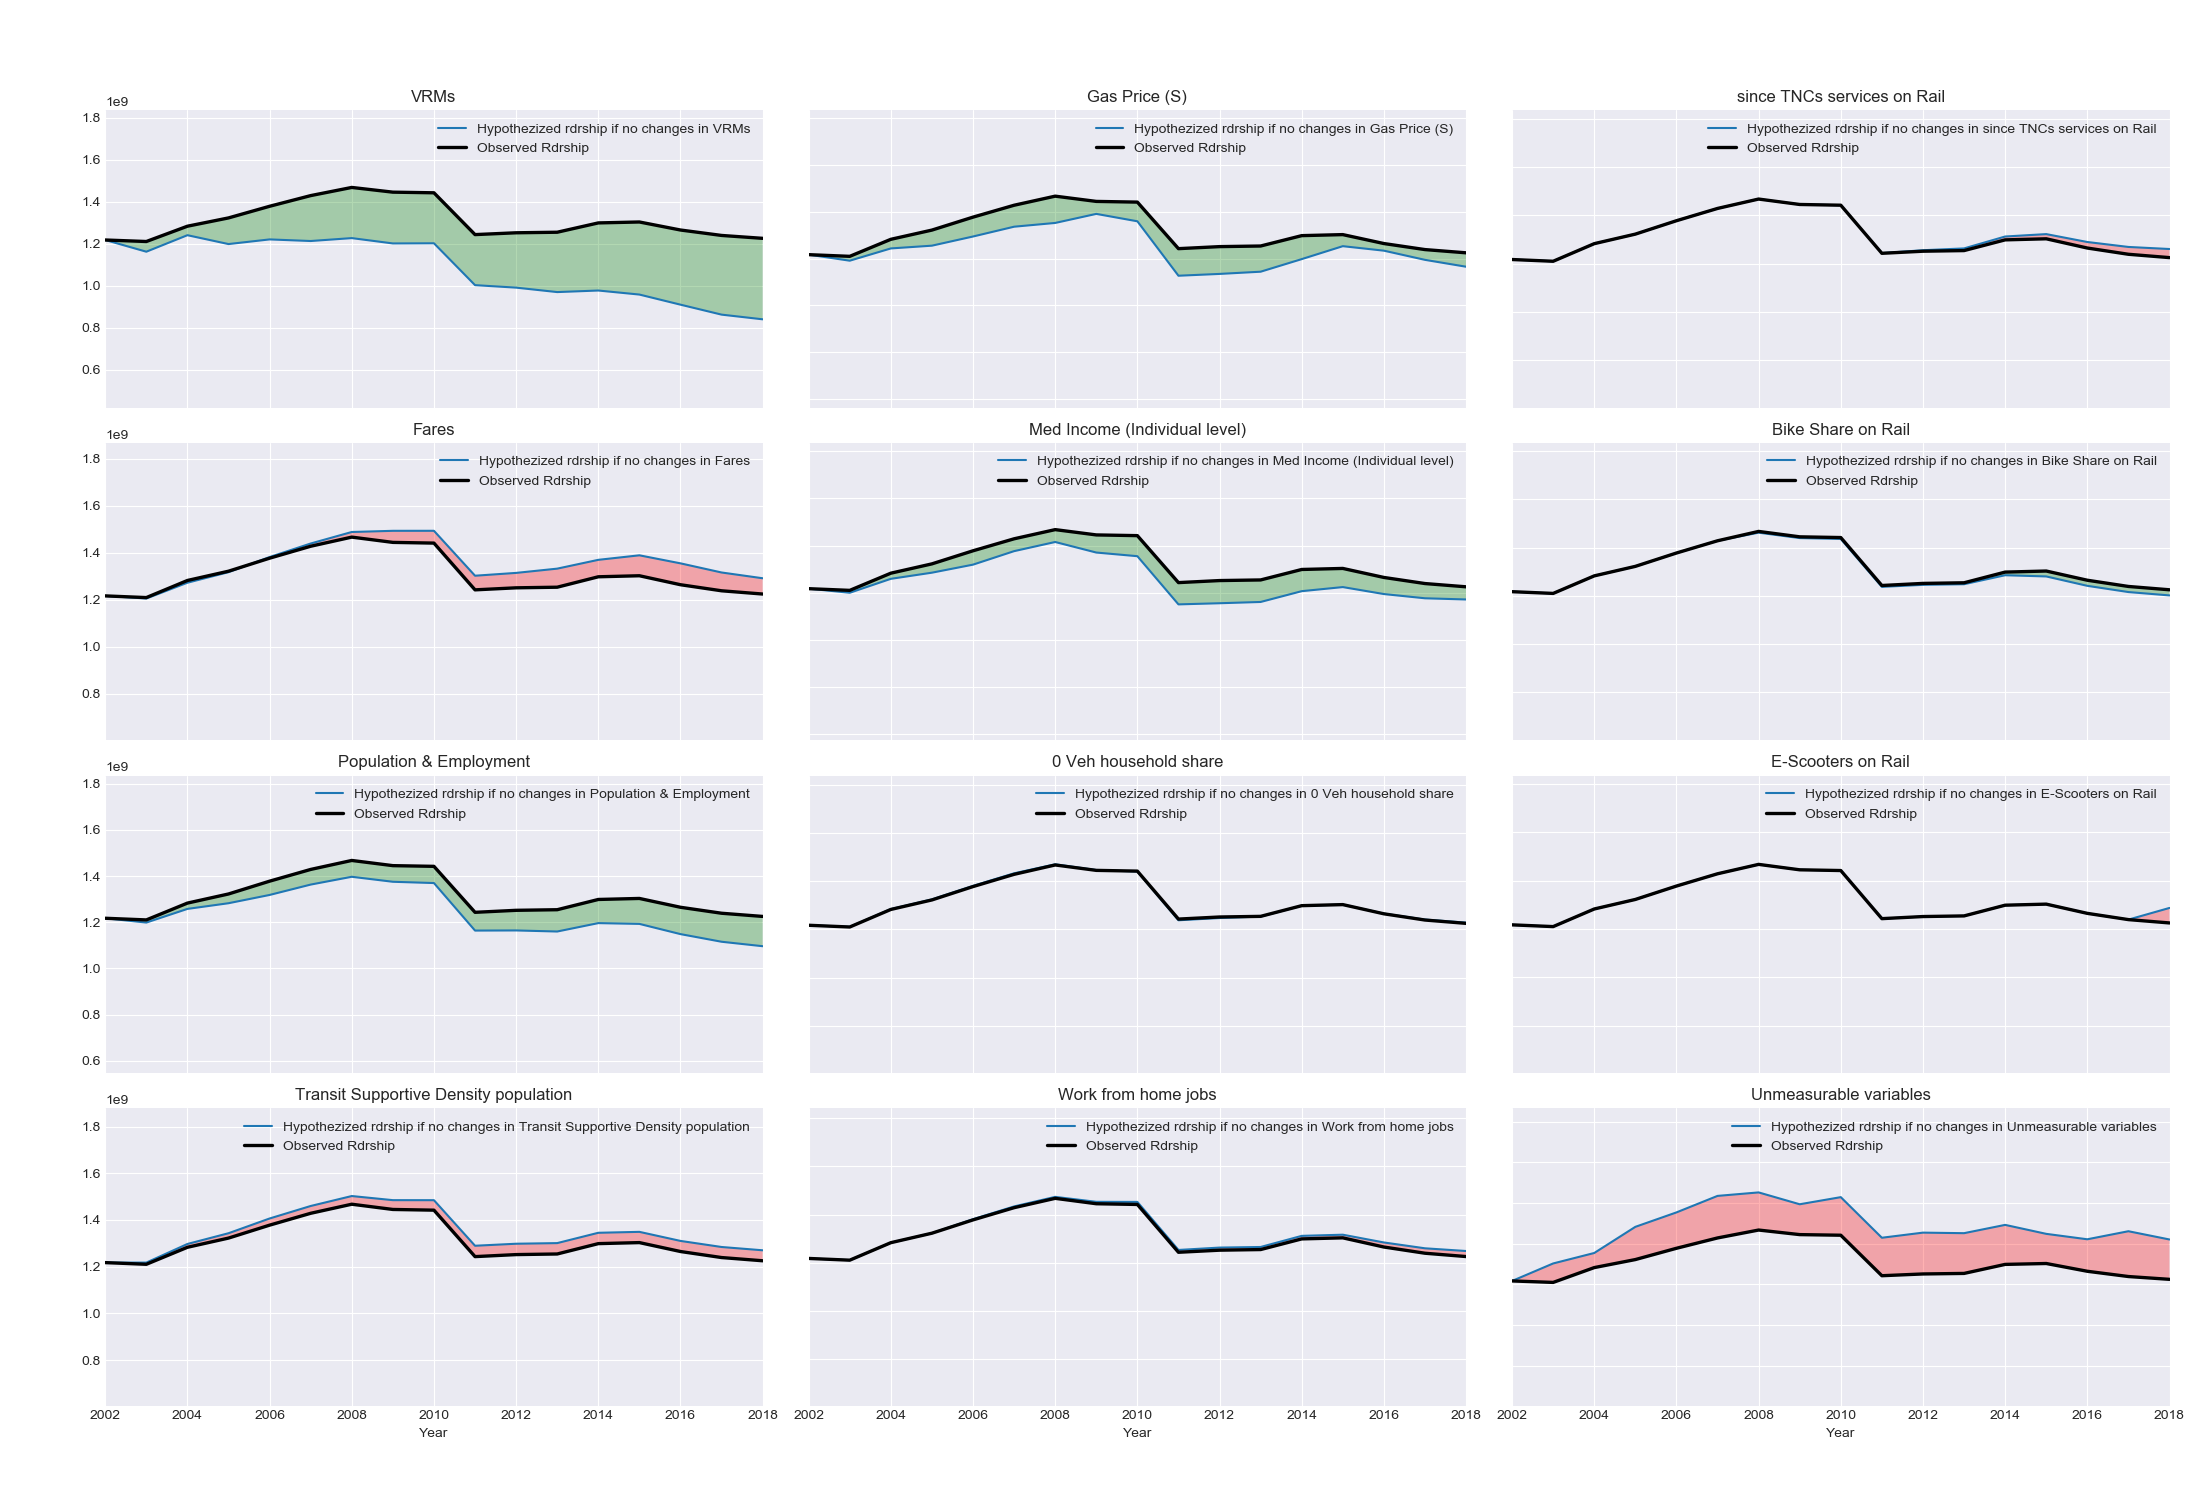 VRMs
1e9
Hypothezized rdrship if no changes in VRMs
Observed Rdrship
1.8
1.6
1.4
1.2
1.0
0.8
0.6
Gas Price (S)
Hypothezized rdrship if no changes in Gas Price (S)
Observed Rdrship
since TNCs services on Rail
Hypothezized rdrship if no changes in since TNCs services on Rail
Observed Rdrship
Fares
1e9
Hypothezized rdrship if no changes in Fares
Observed Rdrship
1.8
1.6
1.4
1.2
1.0
0.8
Med Income (Individual level)
Hypothezized rdrship if no changes in Med Income (Individual level)
Observed Rdrship
Bike Share on Rail
Hypothezized rdrship if no changes in Bike Share on Rail
Observed Rdrship
Population & Employment
1e9
Hypothezized rdrship if no changes in Population & Employment
Observed Rdrship
1.8
1.6
1.4
1.2
1.0
0.8
0.6
0 Veh household share
Hypothezized rdrship if no changes in 0 Veh household share
Observed Rdrship
E-Scooters on Rail
Hypothezized rdrship if no changes in E-Scooters on Rail
Observed Rdrship
Transit Supportive Density population
1e9
Hypothezized rdrship if no changes in Transit Supportive Density population
Observed Rdrship
1.8
1.6
1.4
1.2
1.0
0.8
2002 2004 2006 2008 2010 2012 2014 2016 2018
Year
Work from home jobs
Hypothezized rdrship if no changes in Work from home jobs
Observed Rdrship
2002 2004 2006 2008 2010 2012 2014 2016 2018
Year
Unmeasurable variables
Hypothezized rdrship if no changes in Unmeasurable variables
Observed Rdrship
2002 2004 2006 2008 2010 2012 2014 2016 2018
Year